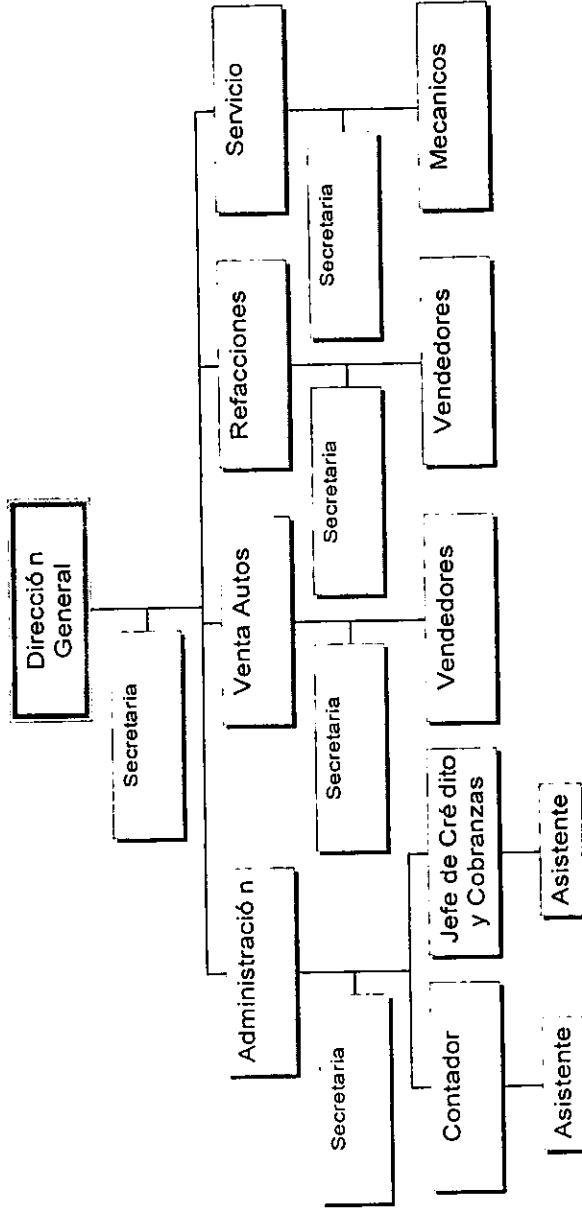 Dirección
General
Secretaria
Administración
Venta Autos
Refacciones
Servicio
Secretaria
Secretaria
Secretaria
Secretaria
Contador
Jefe de Crédito
y Cobranzas
Vendedores
Vendedores
Mecanicos
Asistente
Asistente